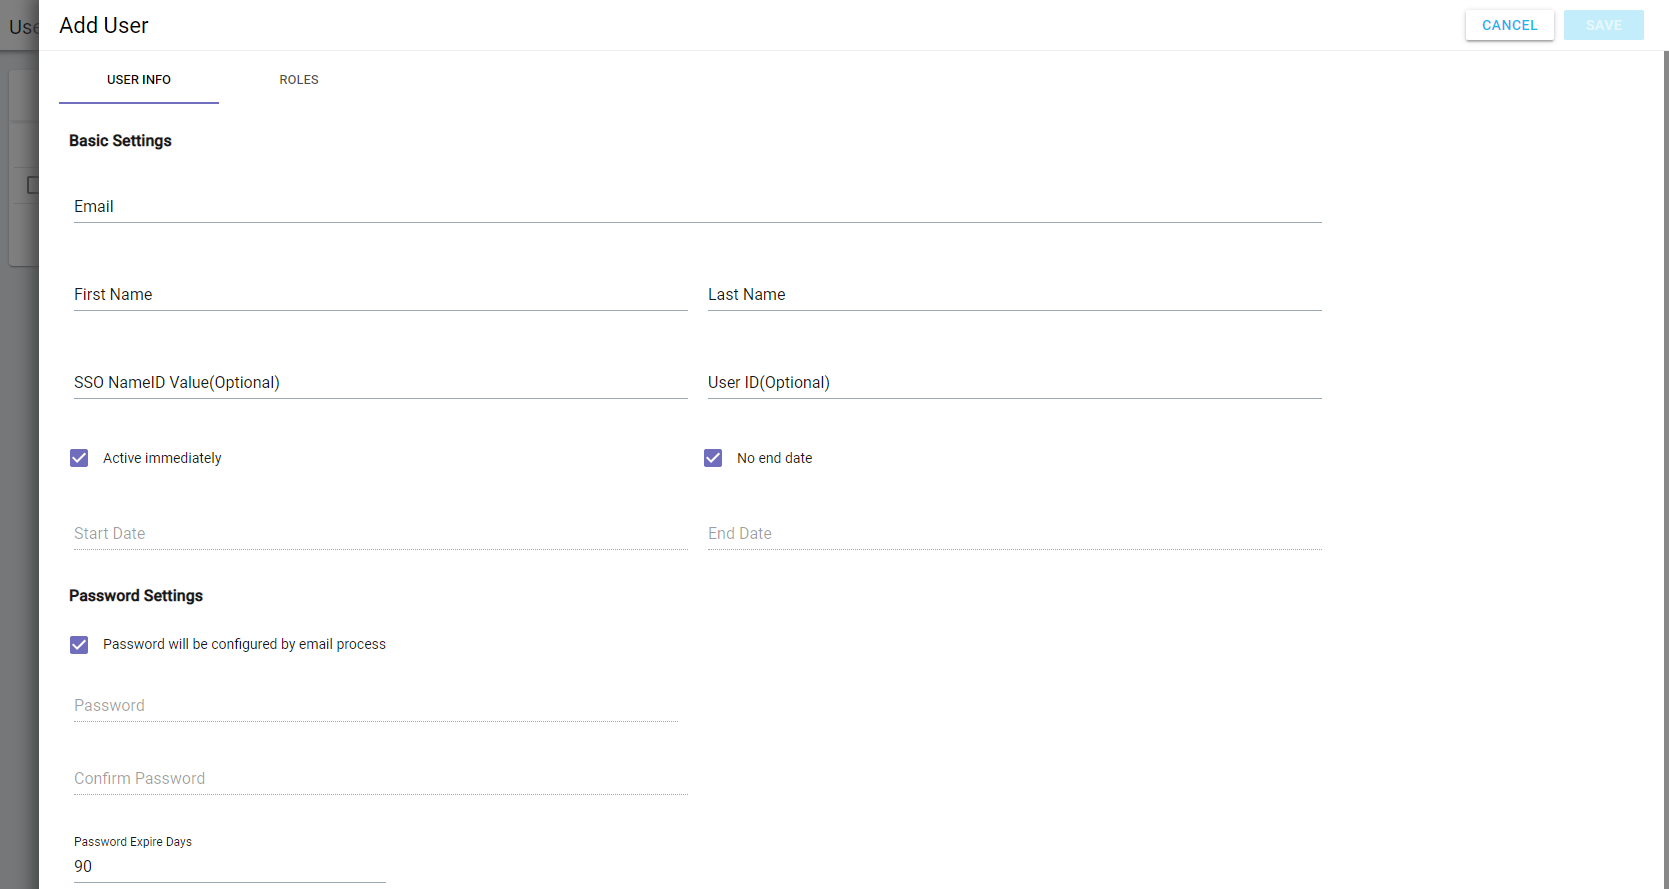 Use
Add User
CANCEL
SAVE
USER INFO
ROLES
Basic Settings
Email
First Name
Last Name
SSO NameID Value(Optional)
User ID(Optional)
Active immediately
No end date
Start Date
End Date
Password Settings
Password will be configured by email process
Password
Confirm Password
Password Expire Days
90